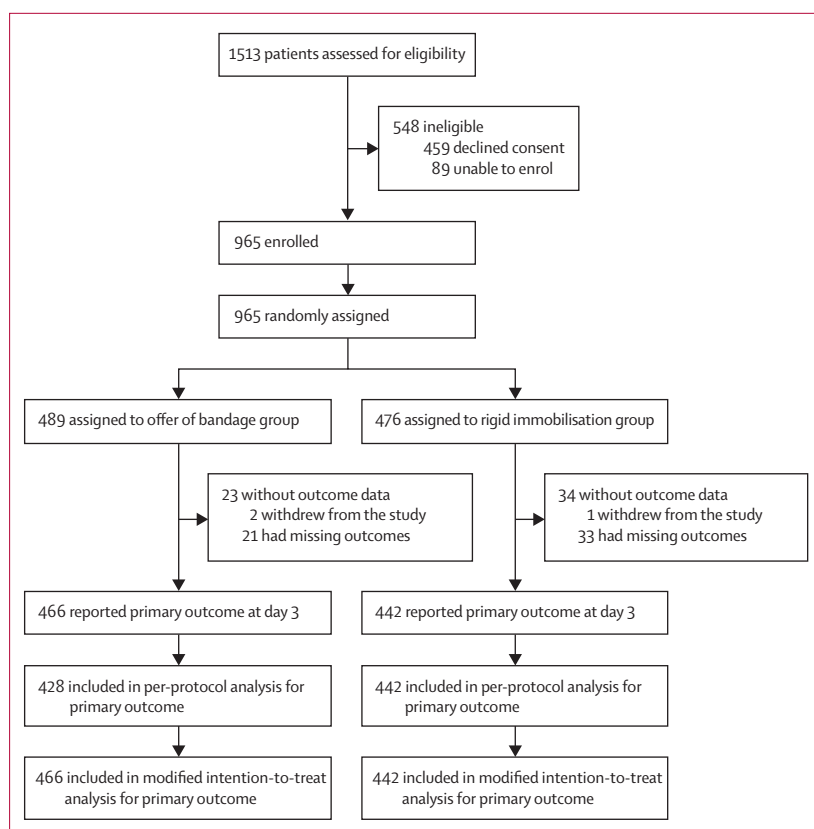 1513 patients assessed for eligibility
548 ineligible
459 declined consent
89 unable to enrol
965 enrolled
965 randomly assigned
489 assigned to offer of bandage group
476 assigned to rigid immobilisation group
23 without outcome data
2 withdrew from the study
21 had missing outcomes
34 without outcome data
1 withdrew from the study
33 had missing outcomes
466 reported primary outcome at day 3
442 reported primary outcome at day 3
428 included in per-protocol analysis for
primary outcome
442 included in per-protocol analysis for
primary outcome
466 included in modified intention-to-treat
analysis for primary outcome
442 included in modified intention-to-treat
analysis for primary outcome